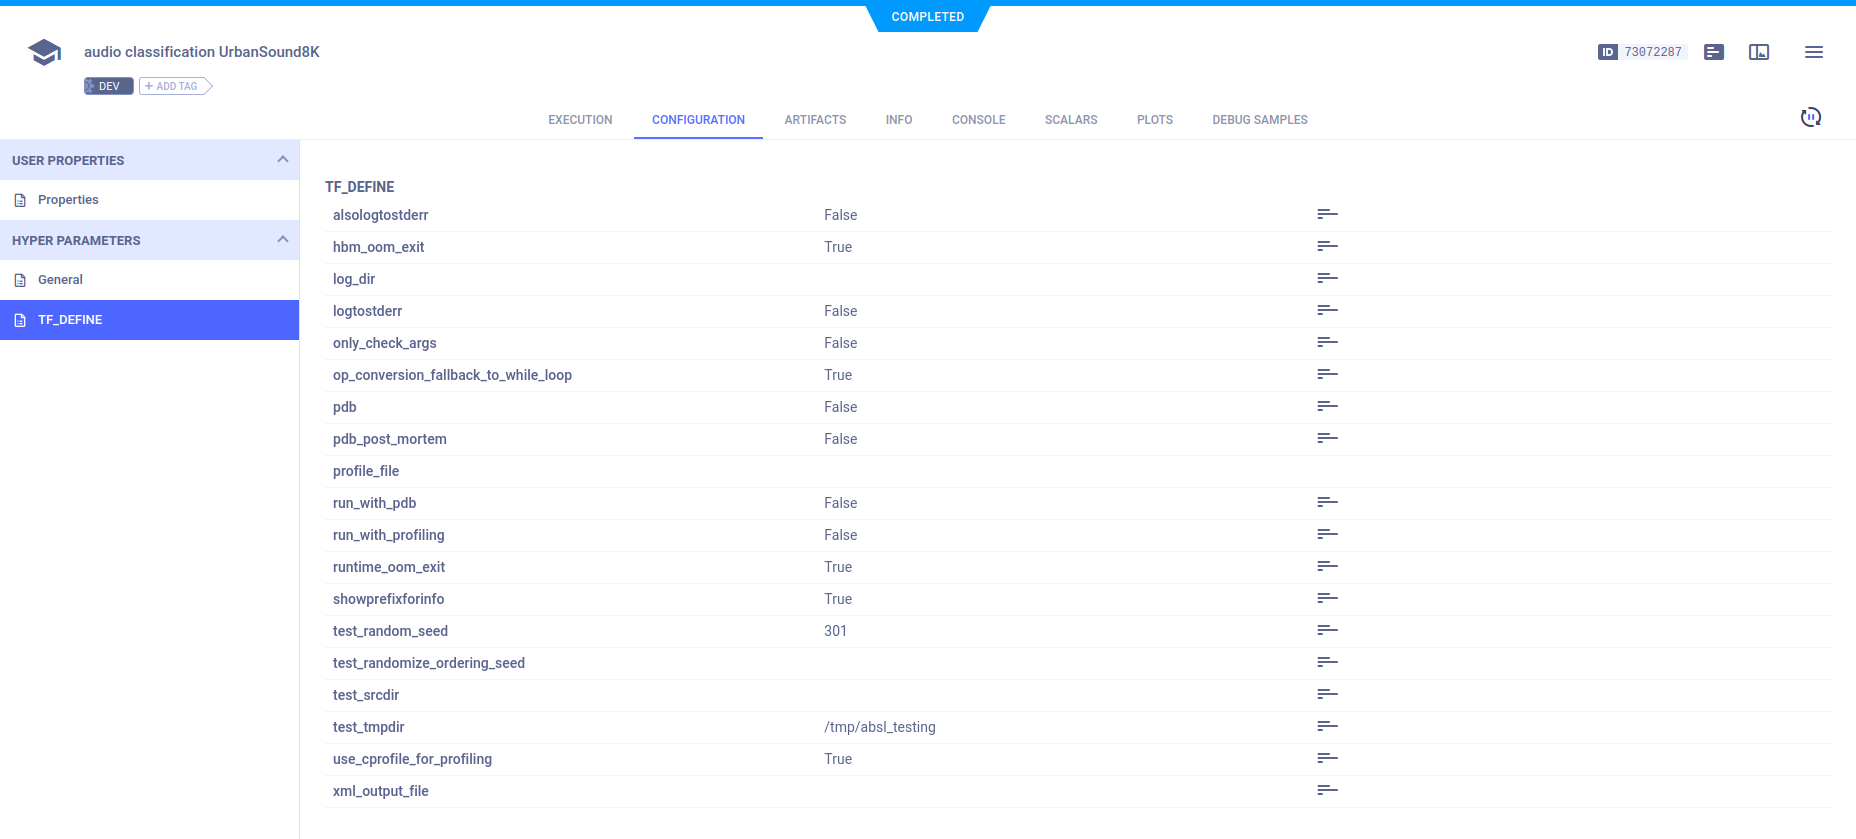 COMPLETED
audio classification UrbanSound8K
ID 73072287
DEV + ADD TAG
EXECUTION CONFIGURATION ARTIFACTS INFO CONSOLE SCALARS PLOTS DEBUG SAMPLES
USER PROPERTIES
Properties
HYPER PARAMETERS
General
TF_DEFINE
TF_DEFINE
alsologtostderr False
hbm_oom_exit True
log_dir
logtostderr False
only_check_args False
op_conversion_fallback_to_while_loop True
pdb False
pdb_post_mortem False
profile_file
run_with_pdb False
run_with_profiling False
runtime_oom_exit True
showprefixforinfo True
test_random_seed 301
test_randomize_ordering_seed
test_srcdir
test_tmpdir /tmp/absl_testing
use_cprofile_for_profiling True
xml_output_file